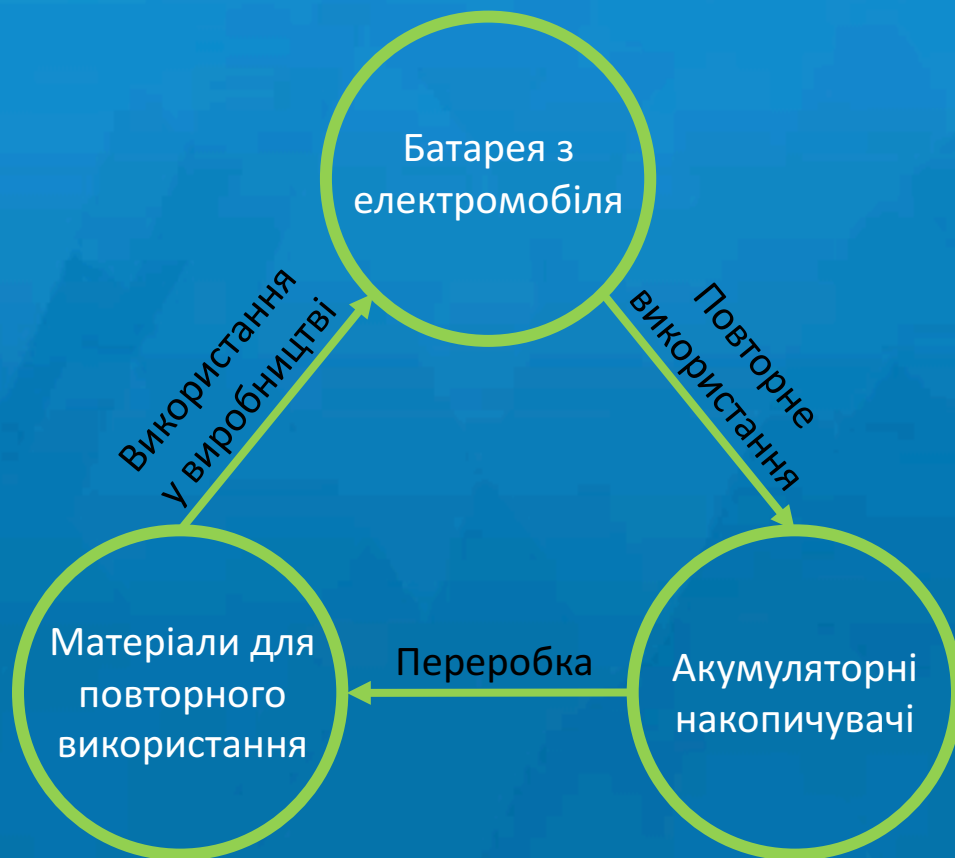 Батарея з
електромобіля
Використання
у виробництві
Повторне
використання
Матеріали для
повторного
використання
Переробка
Акумуляторні
накопичувачі